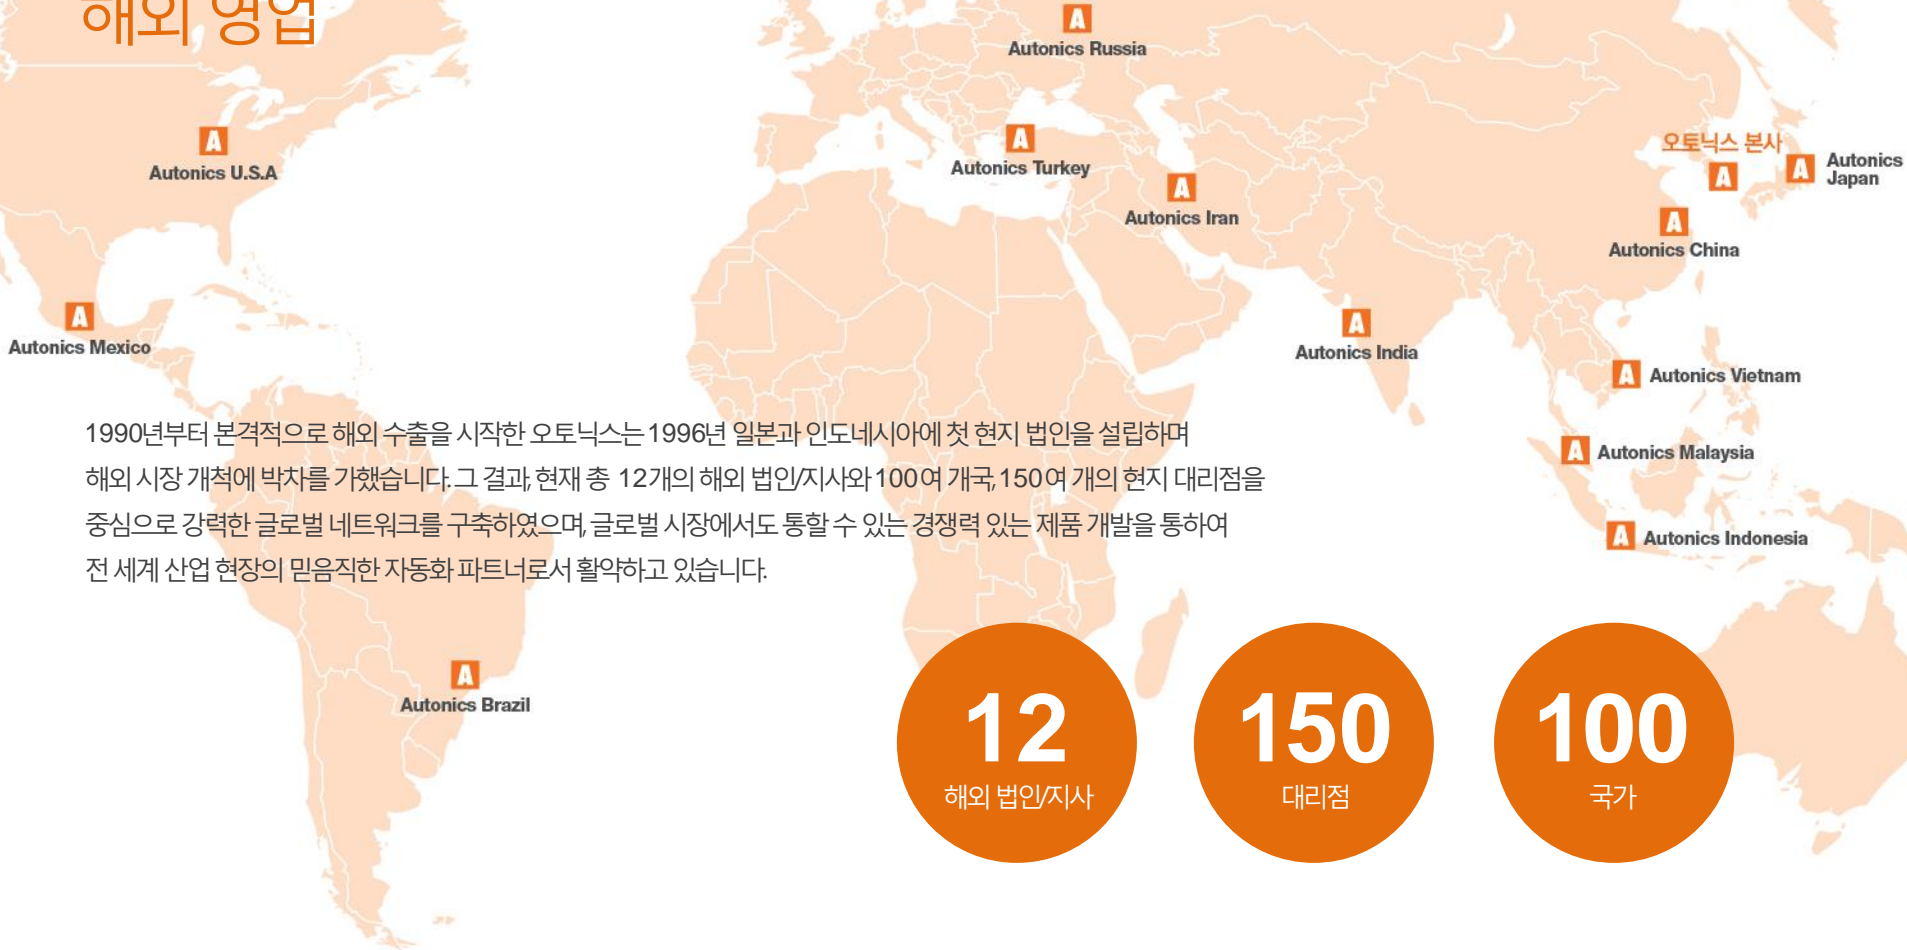 해외 영업
A
Autonics Russia
A
Autonics U.S.A
A
Autonics Turkey
오토닉스 본사
A
A
Autonics
Japan
A
Autonics Iran
A
Autonics China
A
Autonics Mexico
A
Autonics India
A
Autonics Vietnam
1990년부터 본격적으로 해외 수출을 시작한 오토닉스는 1996년 일본과 인도네시아에 첫 현지 법인을 설립하며
해외 시장 개척에 박차를 가했습니다. 그 결과, 현재 총 12개의 해외 법인/지사와 100여 개국, 150여 개의 현지 대리점을
중심으로 강력한 글로벌 네트워크를 구축하였으며, 글로벌 시장에서도 통할 수 있는 경쟁력 있는 제품 개발을 통하여
전 세계 산업 현장의 믿음직한 자동화 파트너로서 활약하고 있습니다.
A
Autonics Malaysia
A
Autonics Indonesia
A
Autonics Brazil
12
해외 법인/지사
150
대리점
100
국가